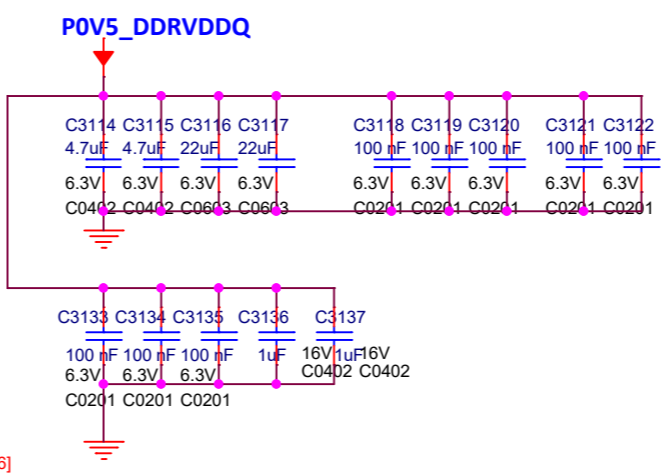 P0V5_DDRVDDQ
C3114 C3115 C3116 C3117 C3118 C3119 C3120 C3121 C3122
4.7uF 4.7uF 22uF 22uF 100 nF 100 nF 100 nF 100 nF 100 nF
6.3V 6.3V 6.3V 6.3V 6.3V 6.3V 6.3V 6.3V 6.3V
C0402 C0402 C0603 C0603 C0201 C0201 C0201 C0201 C0201
C3133 C3134 C3135 C3136 C3137
100 nF 100 nF 100 nF 1uF 16V 1uF 16V
6.3V 6.3V 6.3V C0402 C0402
C0201 C0201 C0201
6]